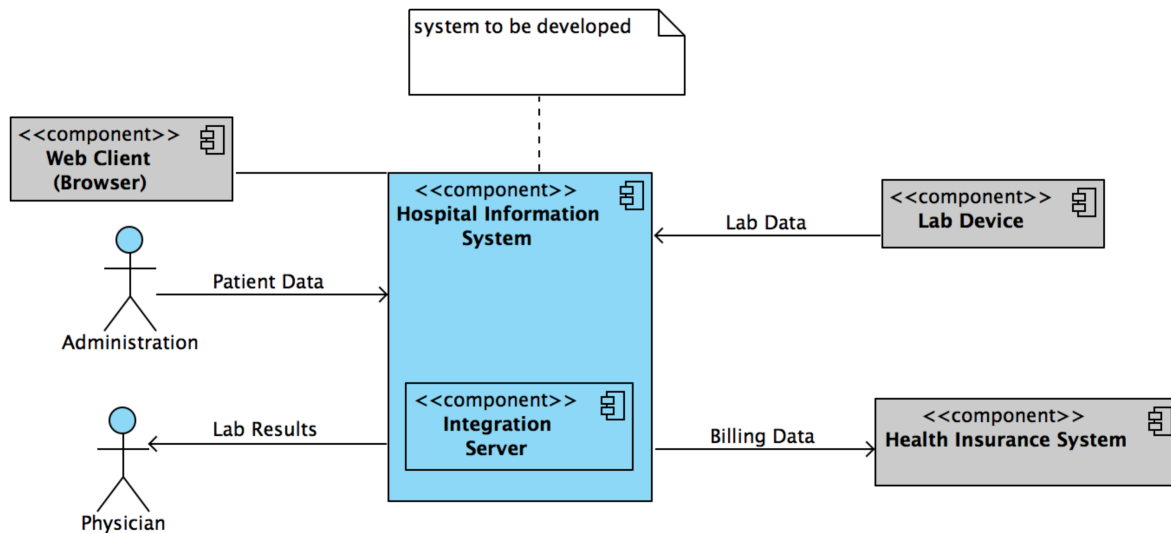 system to be developed
<<component>>
Web Client
(Browser)
<<component>>
Hospital Information
System
<<component>>
Lab Device
Lab Data
Patient Data
Administration
<<component>>
Integration
Server
Lab Results
Billing Data
<<component>>
Health Insurance System
Physician